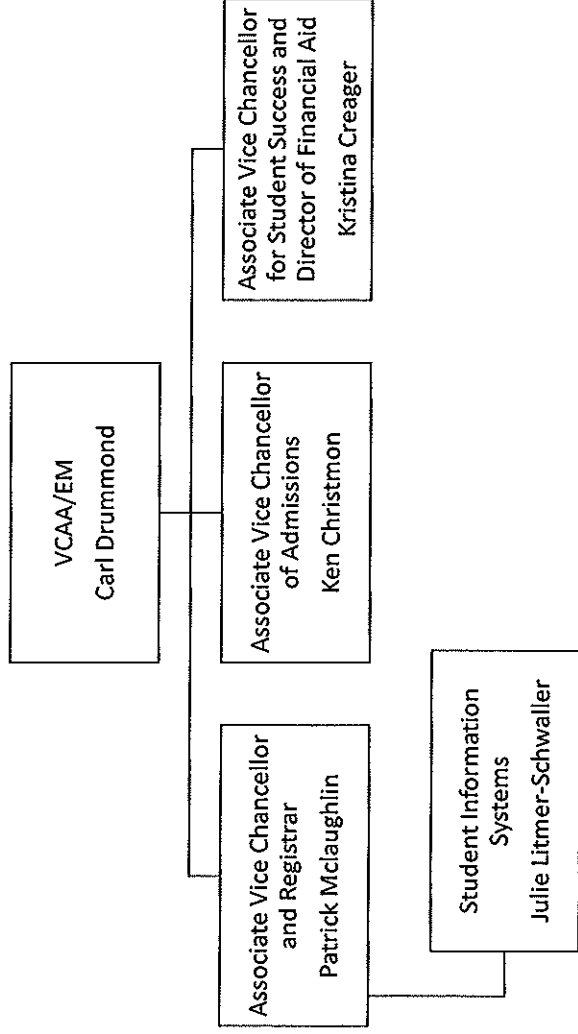 VCAA/EM
Carl Drummond
Associate Vice Chancellor
and Registrar
Patrick Mclaughlin
Associate Vice Chancellor
of Admissions
Ken Christmon
Associate Vice Chancellor
for Student Success and
Director of Financial Aid
Kristina Creager
Student Information
Systems
Julie Litmer-Schwaller